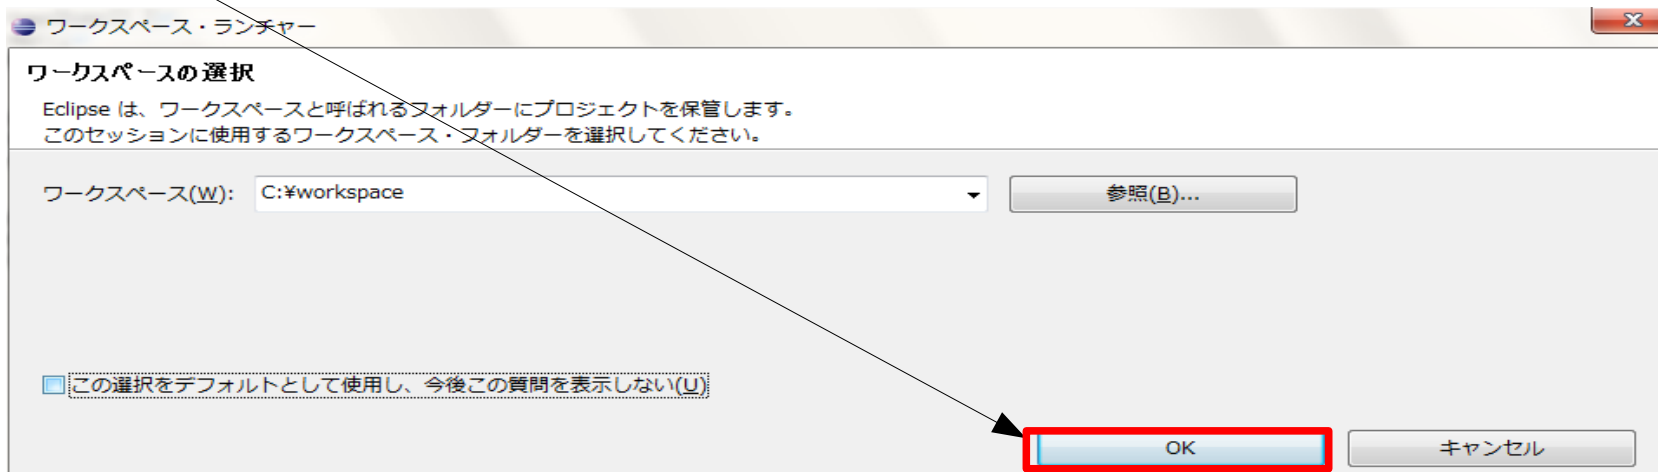 ワークスペース・ランチャー
ワークスペースの選択
Eclipse は、ワークスペースと呼ばれるフォルダーにプロジェクトを保管します。
このセッションに使用するワークスペース・フォルダーを選択してください。
ワークスペース(W): C:¥workspace 参照(B)...
この選択をデフォルトとして使用し、今後この質問を表示しない(U)
OK キャンセル